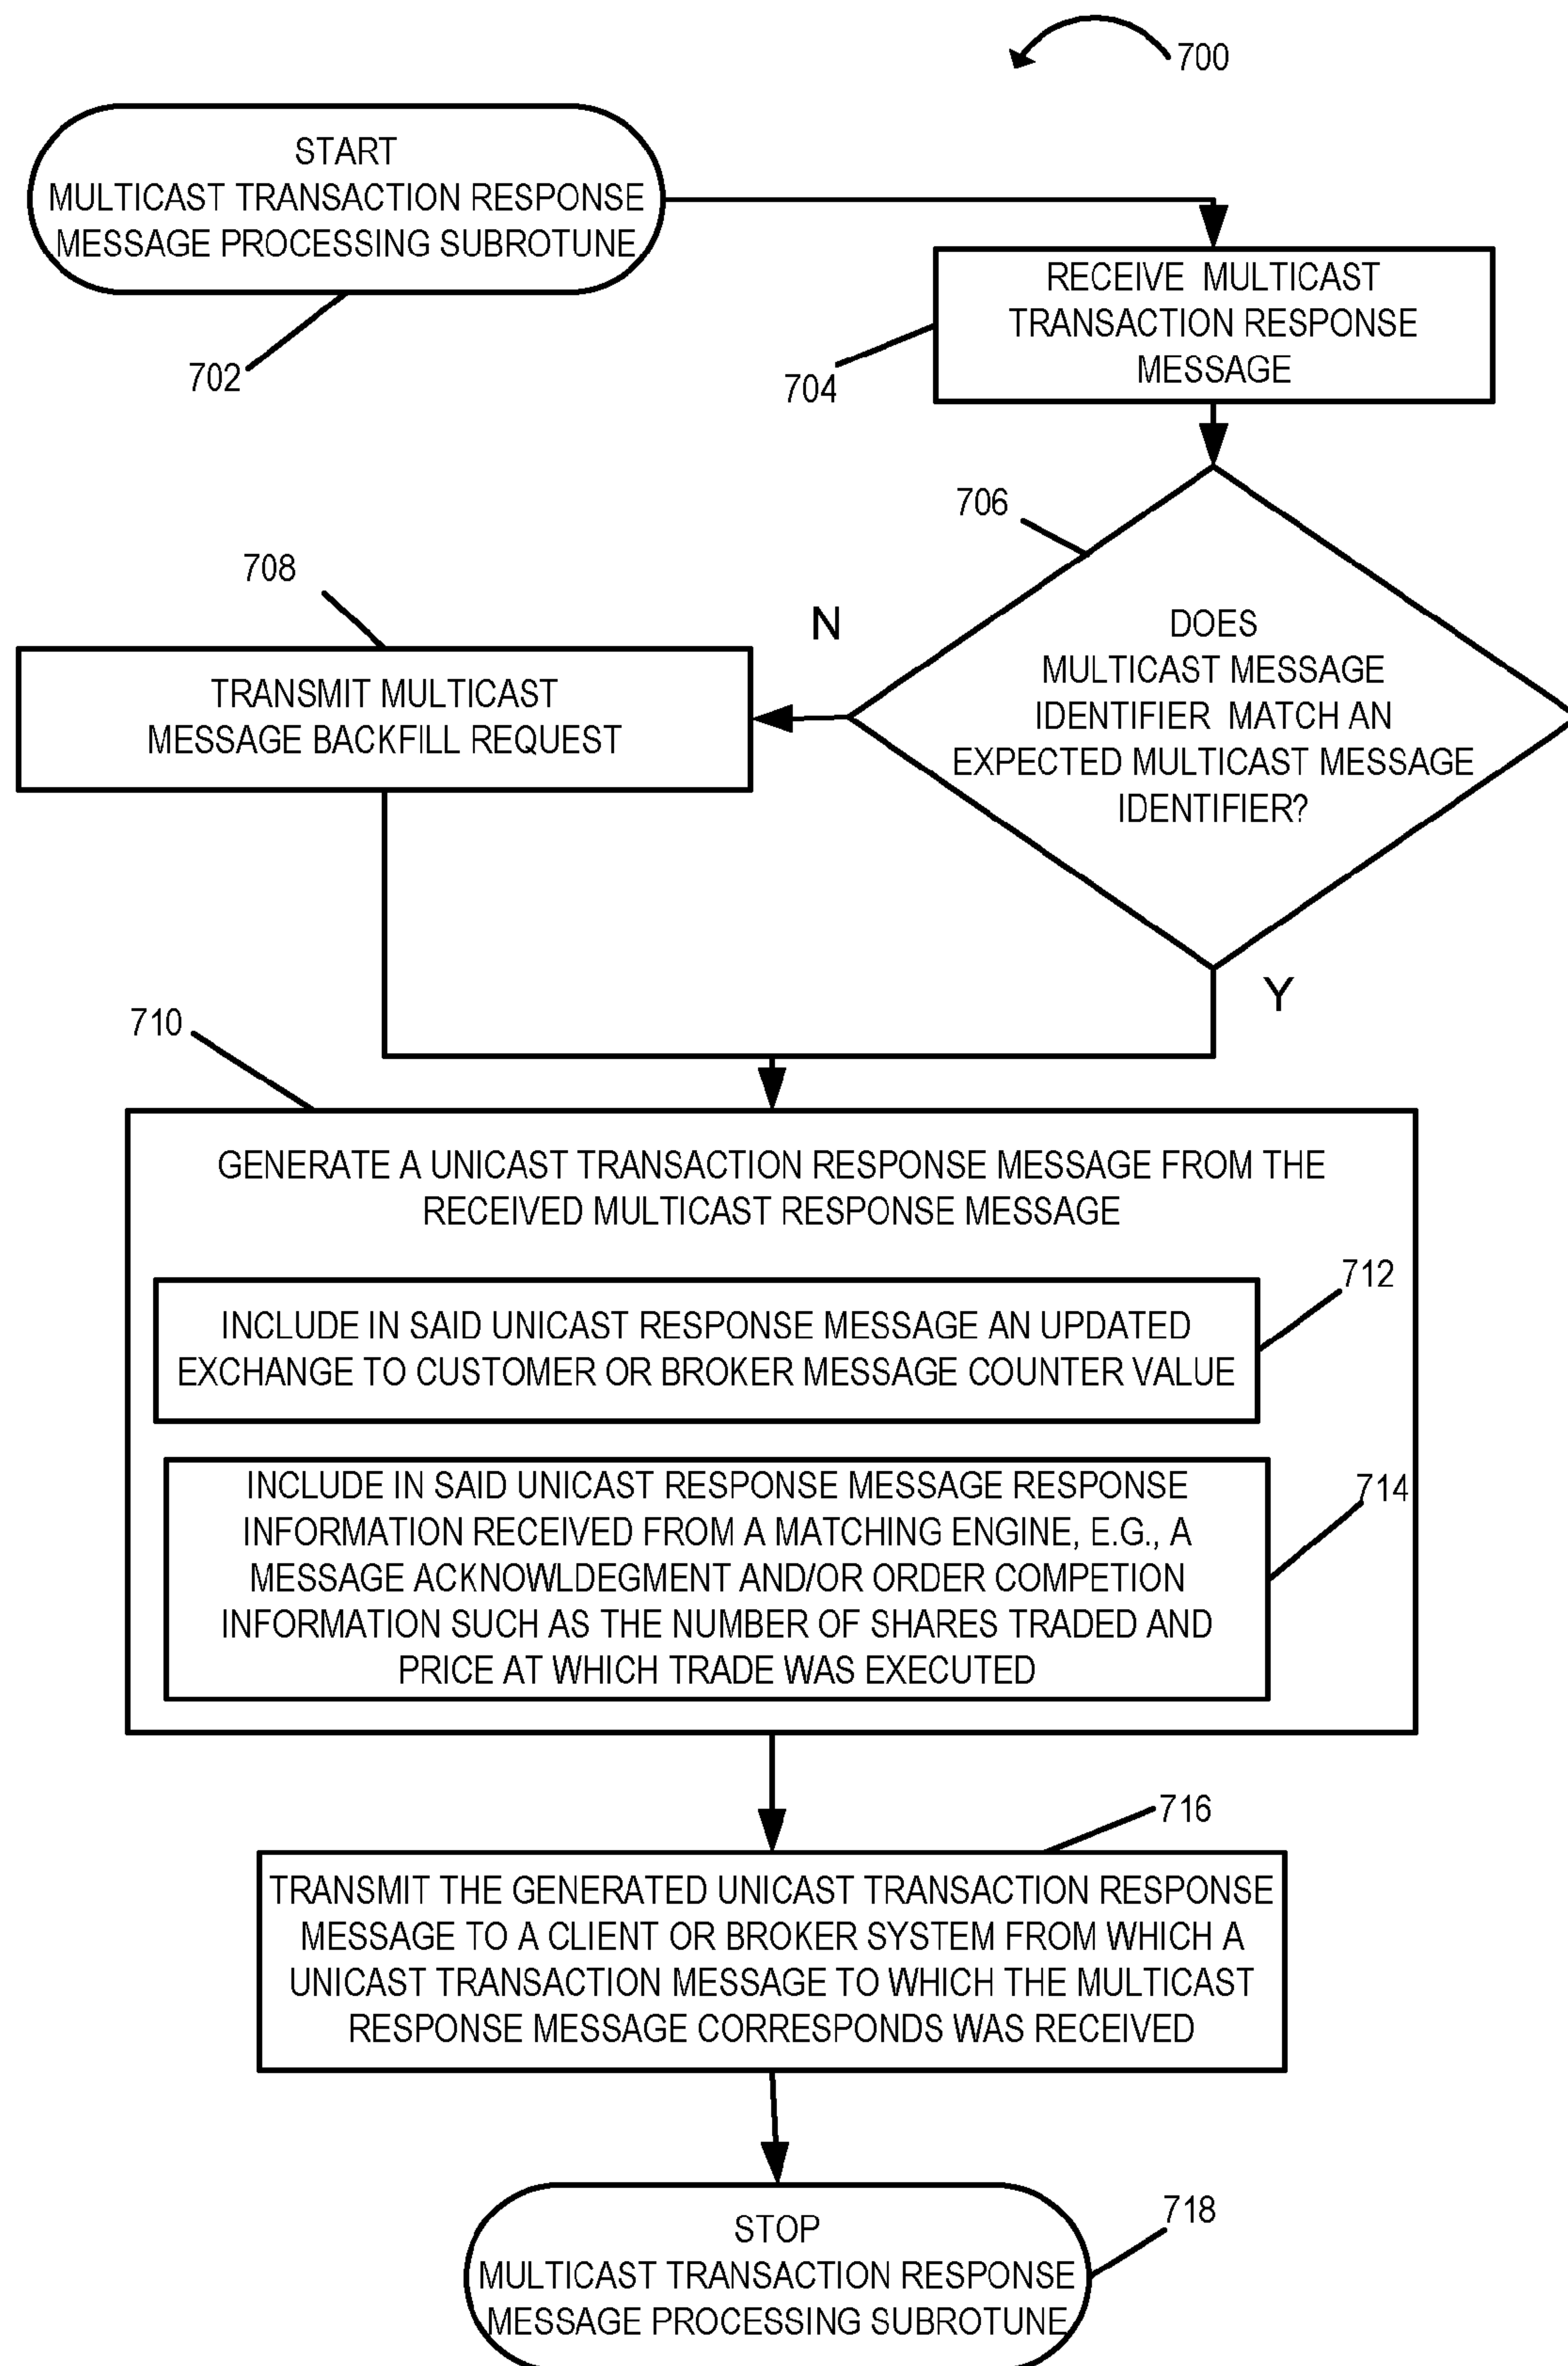 700
START
MULTICAST TRANSACTION RESPONSE
MESSAGE PROCESSING SUBROTUNE
702
RECEIVE MULTICAST
TRANSACTION RESPONSE
MESSAGE
704
706
DOES
MULTICAST MESSAGE
IDENTIFIER MATCH AN
EXPECTED MULTICAST MESSAGE
IDENTIFIER?
N
708
TRANSMIT MULTICAST
MESSAGE BACKFILL REQUEST
Y
710
GENERATE A UNICAST TRANSACTION RESPONSE MESSAGE FROM THE
RECEIVED MULTICAST RESPONSE MESSAGE
712
INCLUDE IN SAID UNICAST RESPONSE MESSAGE AN UPDATED
EXCHANGE TO CUSTOMER OR BROKER MESSAGE COUNTER VALUE
714
INCLUDE IN SAID UNICAST RESPONSE MESSAGE RESPONSE
INFORMATION RECEIVED FROM A MATCHING ENGINE, E.G., A
MESSAGE ACKNOWLDEGMENT AND/OR ORDER COMPETION
INFORMATION SUCH AS THE NUMBER OF SHARES TRADED AND
PRICE AT WHICH TRADE WAS EXECUTED
716
TRANSMIT THE GENERATED UNICAST TRANSACTION RESPONSE
MESSAGE TO A CLIENT OR BROKER SYSTEM FROM WHICH A
UNICAST TRANSACTION MESSAGE TO WHICH THE MULTICAST
RESPONSE MESSAGE CORRESPONDS WAS RECEIVED
718
STOP
MULTICAST TRANSACTION RESPONSE
MESSAGE PROCESSING SUBROTUNE